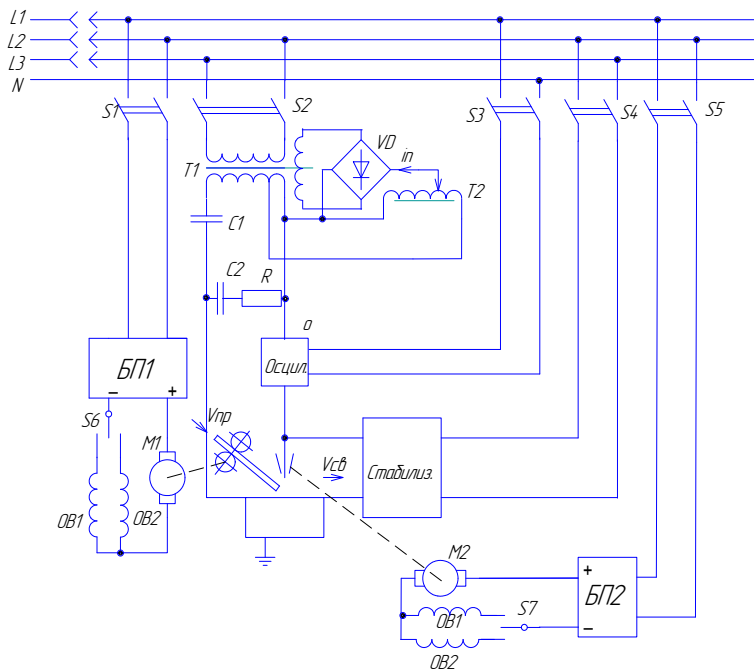 L1
L2
L3
N
S1
S2
S3
S4
S5
VD
iп
T1
T2
C1
C2
R
о
Осцил.
БП1
−
+
S6
Vпр
M1
Vсв
Стабилиз.
ОВ1
ОВ2
M2
+
БП2
−
S7
ОВ1
ОВ2